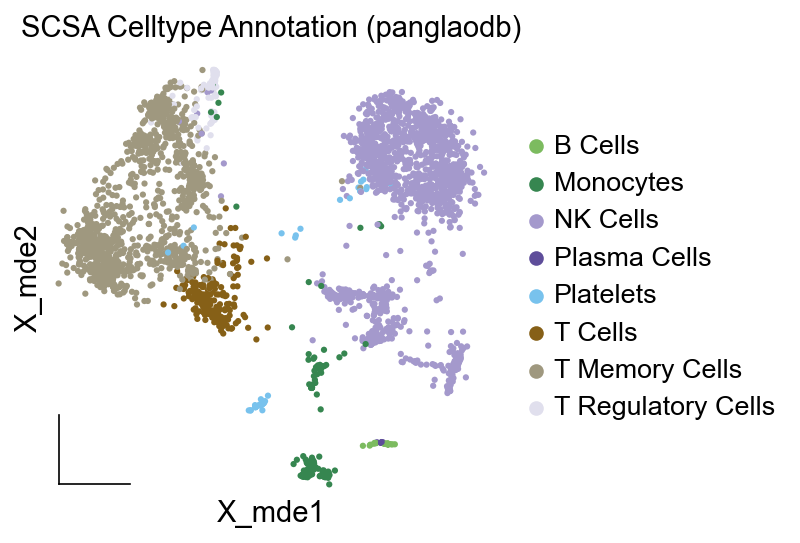 SCSA Celltype Annotation (panglaodb)
B Cells
Monocytes
NK Cells
Plasma Cells
Platelets
T Cells
T Memory Cells
T Regulatory Cells
X_mde2
X_mde1